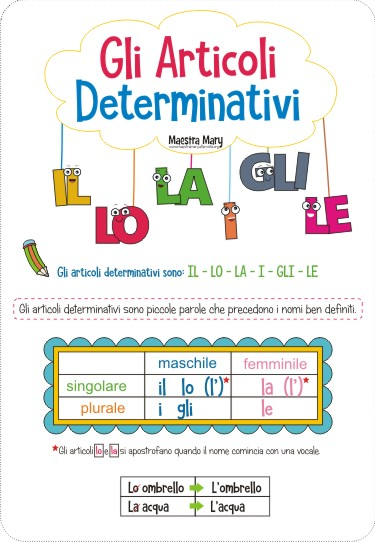 Gli Articoli
Determinativi
Maestra Mary
IL
LO
LA
I
GLI
LE
Gli articoli determinativi sono: IL - LO - LA - I - GLI - LE
Gli articoli determinativi sono piccole parole che precedono i nomi ben definiti.
maschile femminile
singolare il lo (l')* la (l')*
plurale i gli le
*Gli articoli lo e la si apostrofano quando il nome comincia con una vocale.
Lo ombrello L'ombrello
La acqua L'acqua